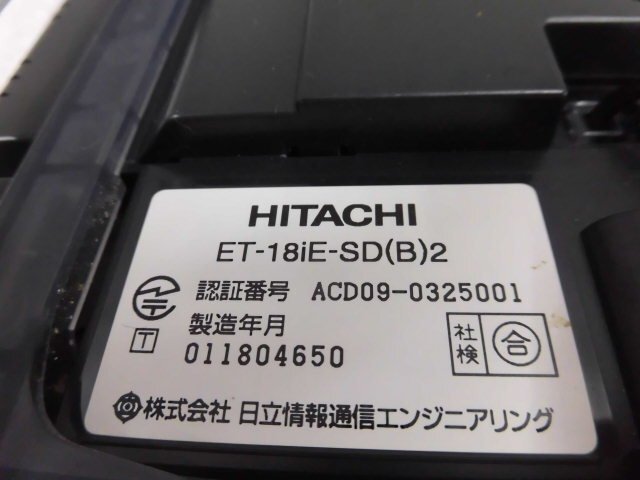 HITACHI
ET-18iE-SD(B)2
認証番号 ACD09-0325001
製造年月
T 011804650
社検 合
株式会社 日立情報通信エンジニアリング